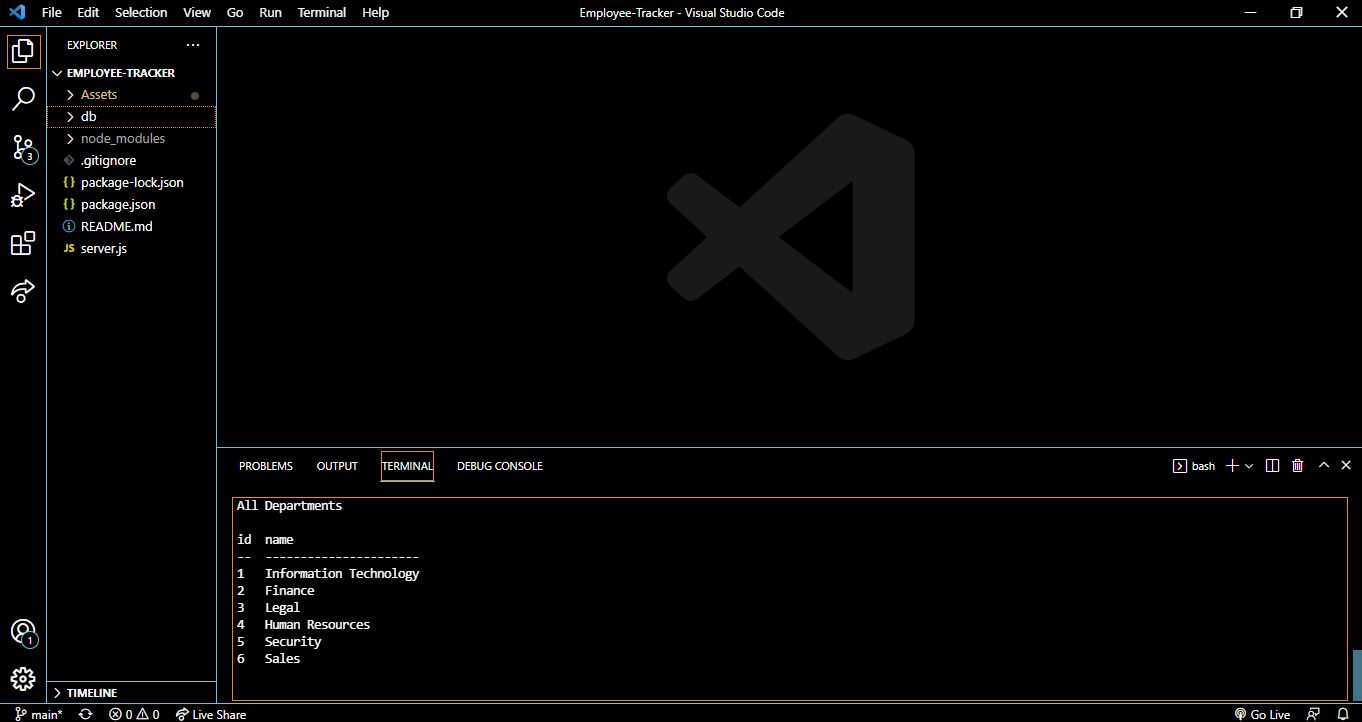 File Edit Selection View Go Run Terminal Help Employee-Tracker - Visual Studio Code
EXPLORER
EMPLOYEE-TRACKER
Assets
db
node_modules
.gitignore
{} package-lock.json
{} package.json
README.md
JS server.js
3
1
TIMELINE
PROBLEMS OUTPUT TERMINAL DEBUG CONSOLE bash
All Departments
id name
-- ----------------------
1 Information Technology
2 Finance
3 Legal
4 Human Resources
5 Security
6 Sales
main* 0 0 Live Share Go Live